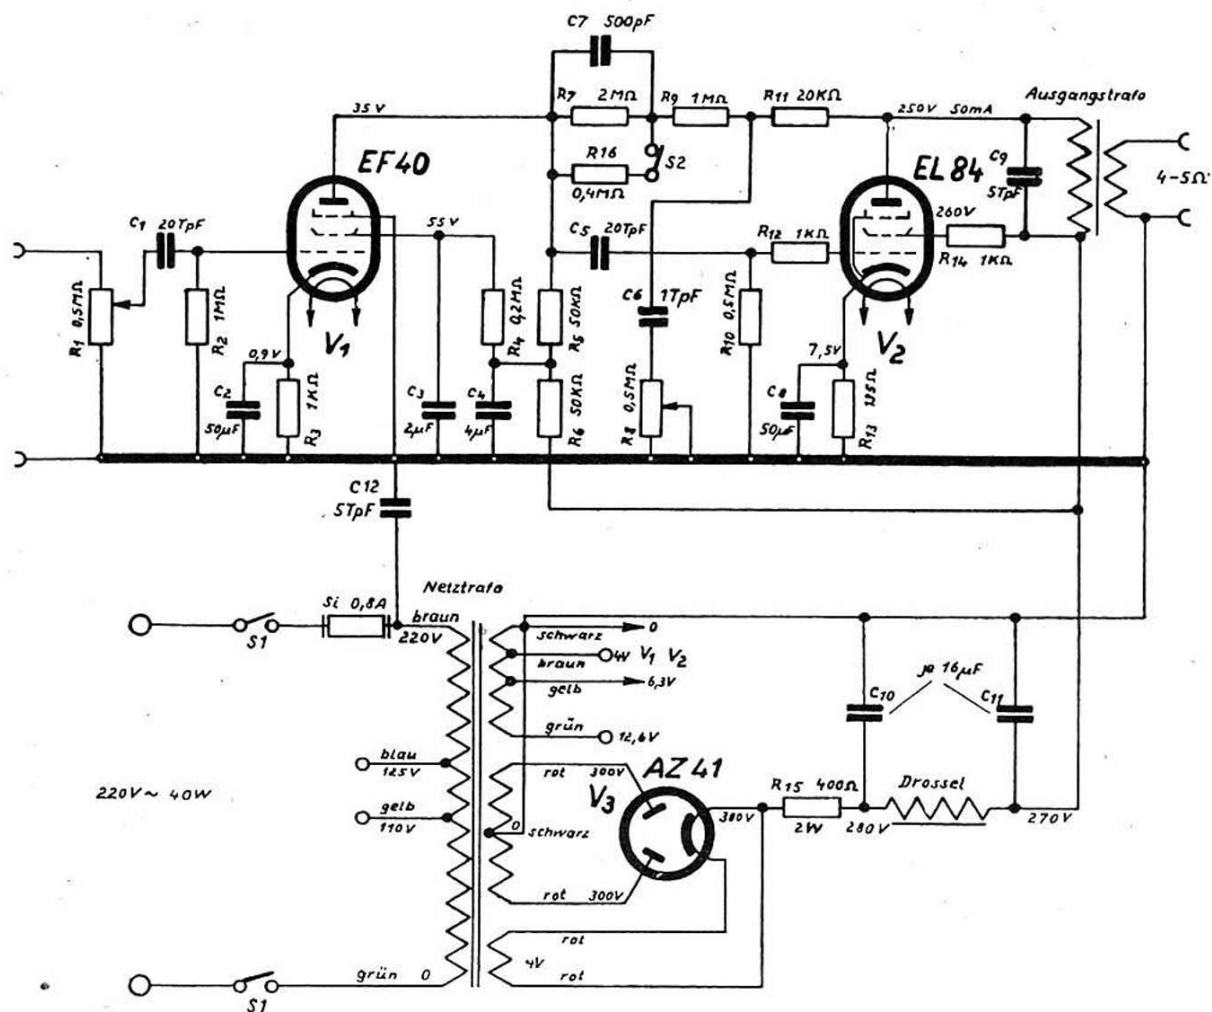 C7 500pF
R7 2MΩ
R9 1MΩ
R11 20KΩ
35V
250V 50mA
Ausgangstrafo
EF40
R16
0,4MΩ
S2
EL84
C9
5TpF
4-5Ω
C1 20TpF
55V
C5 20TpF
R12 1KΩ
260V
R14 1KΩ
R1 0,5MΩ
R2 1MΩ
V1
R4 0,2MΩ
R5 50KΩ
C6 1TpF
R10 0,5MΩ
V2
0,9V
7,5V
C2
50µF
R3 1KΩ
C3
2µF
C4
4µF
R6 50KΩ
R8 0,5MΩ
C8
50µF
R13 135Ω
C12
5TpF
Netztrafo
Si 0,8A
S1
braun
220V
schwarz 0
braun 4V V1 V2
gelb 6,3V
grün 12,6V
je 16µF
C10
C11
blau
125V
gelb
110V
220V~ 40W
rot 300V
AZ41
V3
0 schwarz
300V
R15 400Ω
2W
280V
Drossel
270V
rot 300V
rot
4V
rot
grün 0
S1